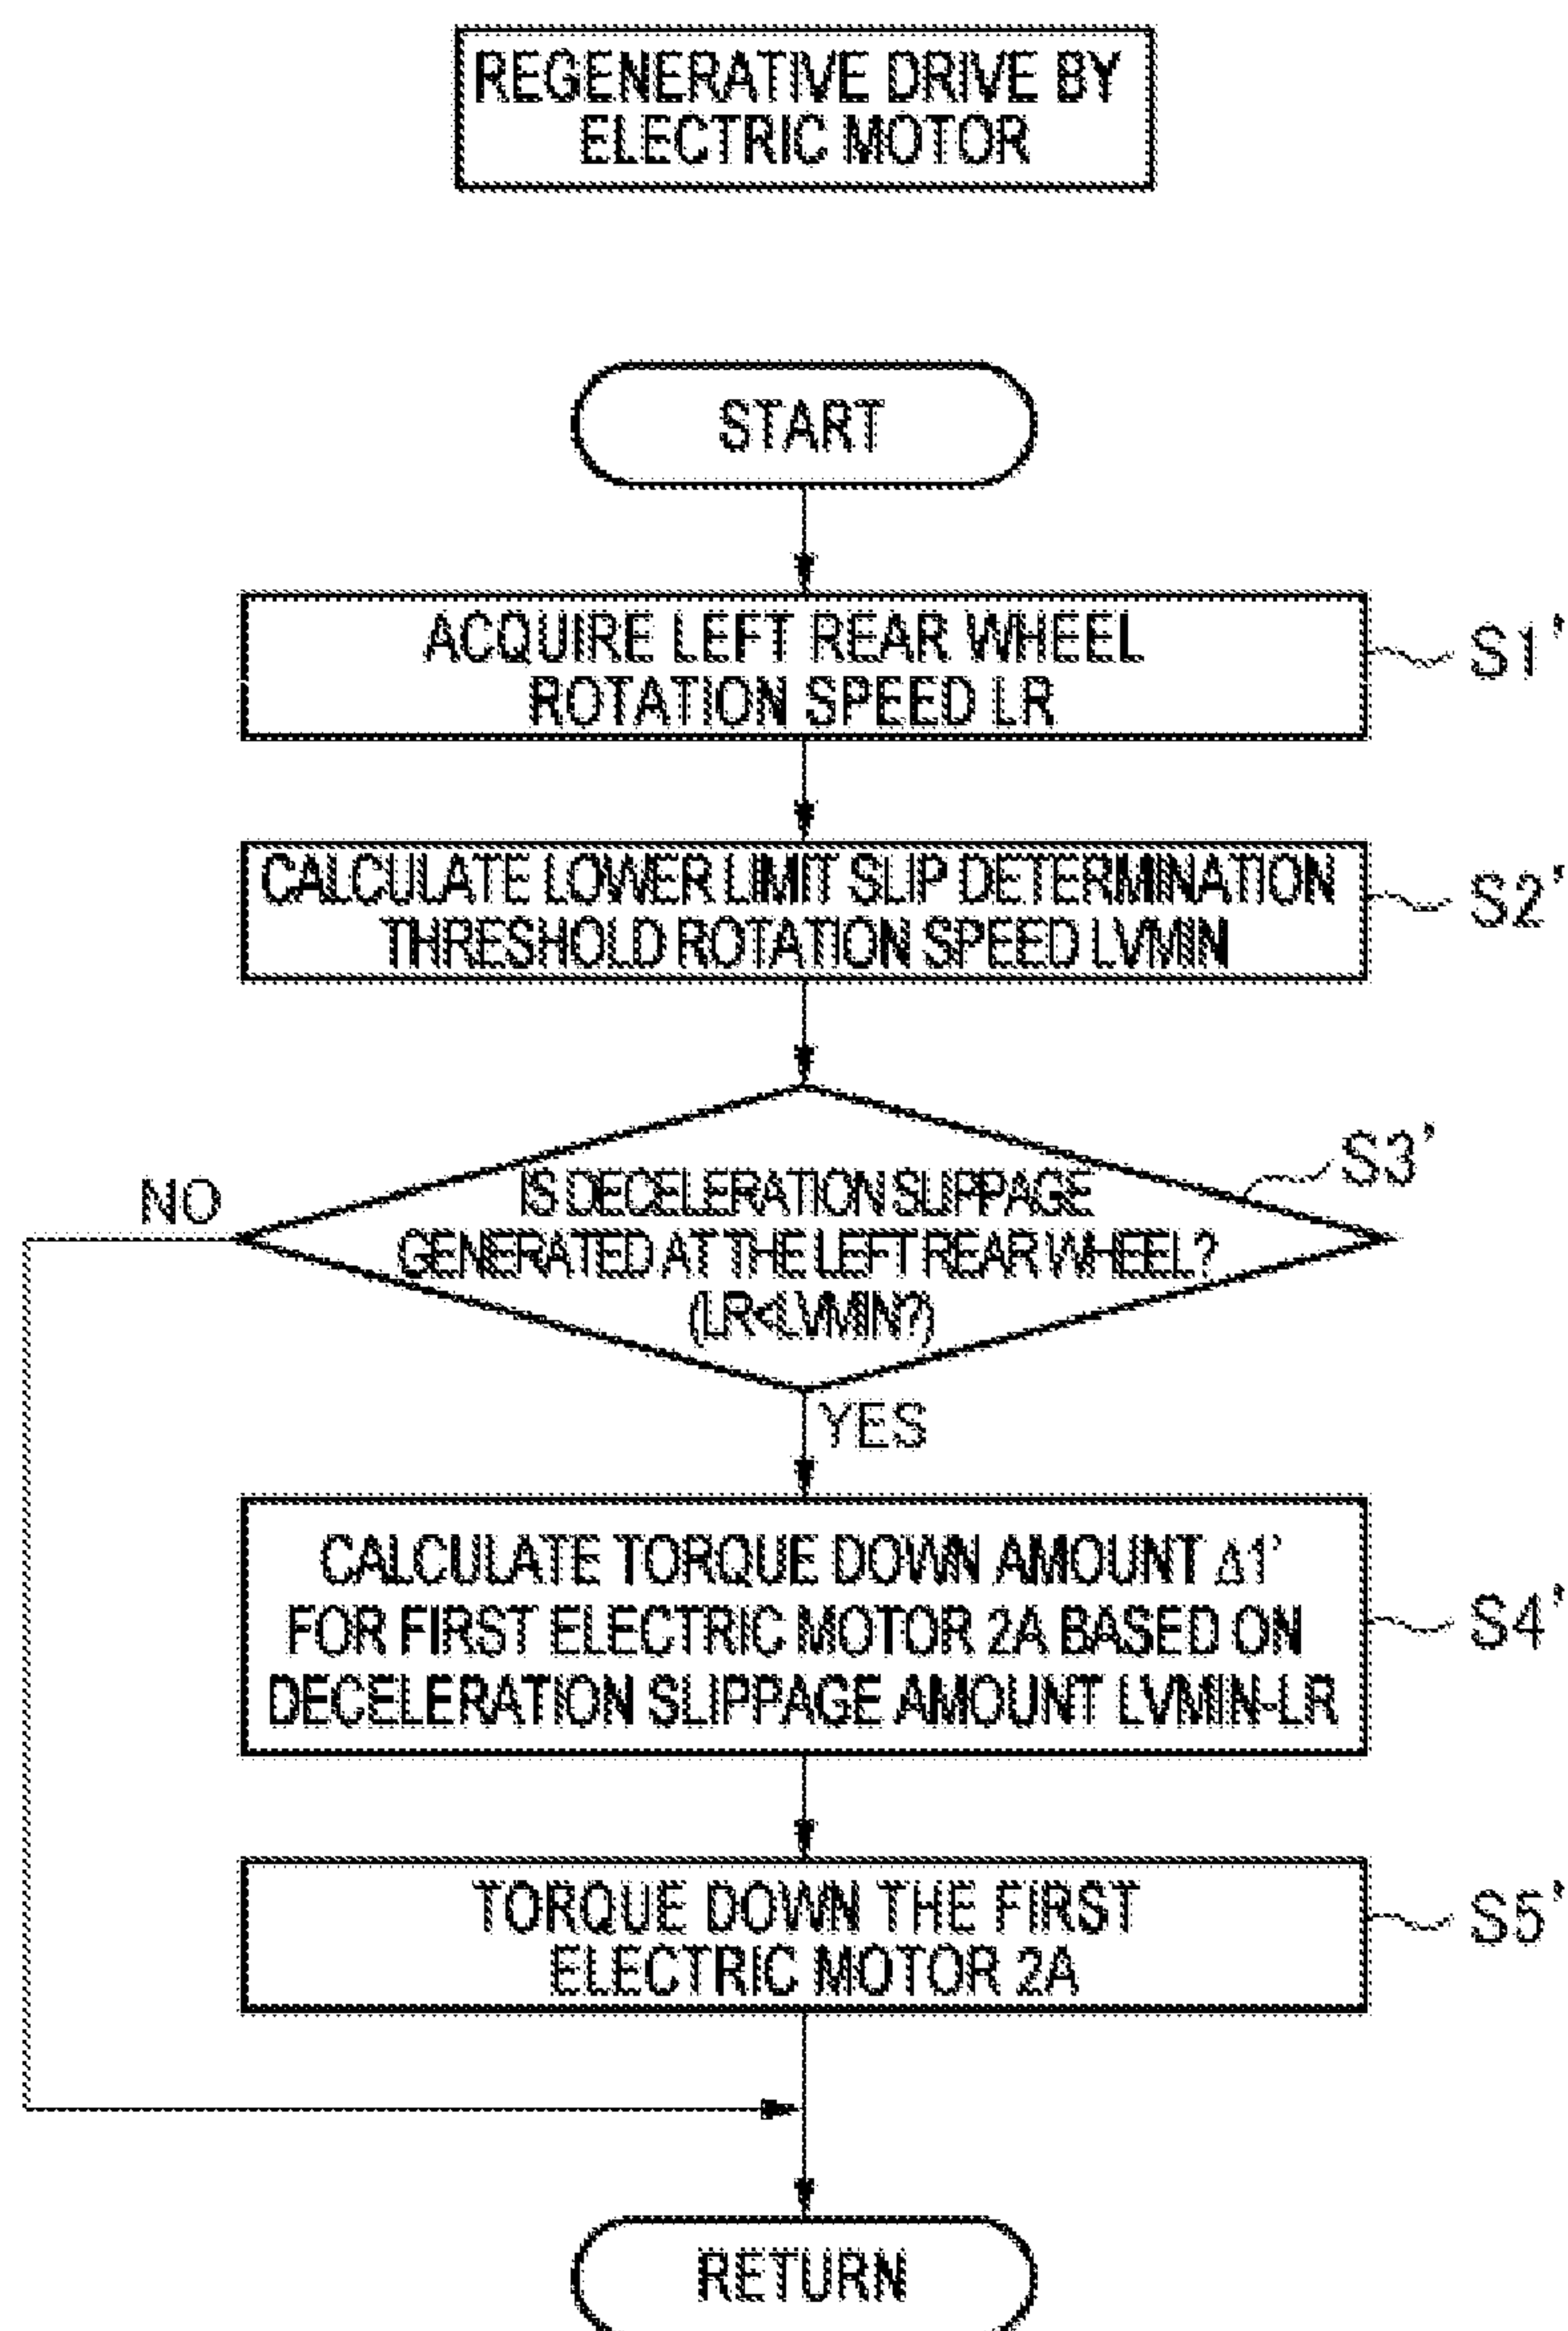 REGENERATIVE DRIVE BY
ELECTRIC MOTOR
START
ACQUIRE LEFT REAR WHEEL
ROTATION SPEED LR
S1'
CALCULATE LOWER LIMIT SLIP DETERMINATION
THRESHOLD ROTATION SPEED LVMIN
S2'
IS DECELERATION SLIPPAGE
GENERATED AT THE LEFT REAR WHEEL?
(LR<LVMIN?)
S3'
NO
YES
CALCULATE TORQUE DOWN AMOUNT Δ1'
FOR FIRST ELECTRIC MOTOR 2A BASED ON
DECELERATION SLIPPAGE AMOUNT LVMIN-LR
S4'
TORQUE DOWN THE FIRST
ELECTRIC MOTOR 2A
S5'
RETURN